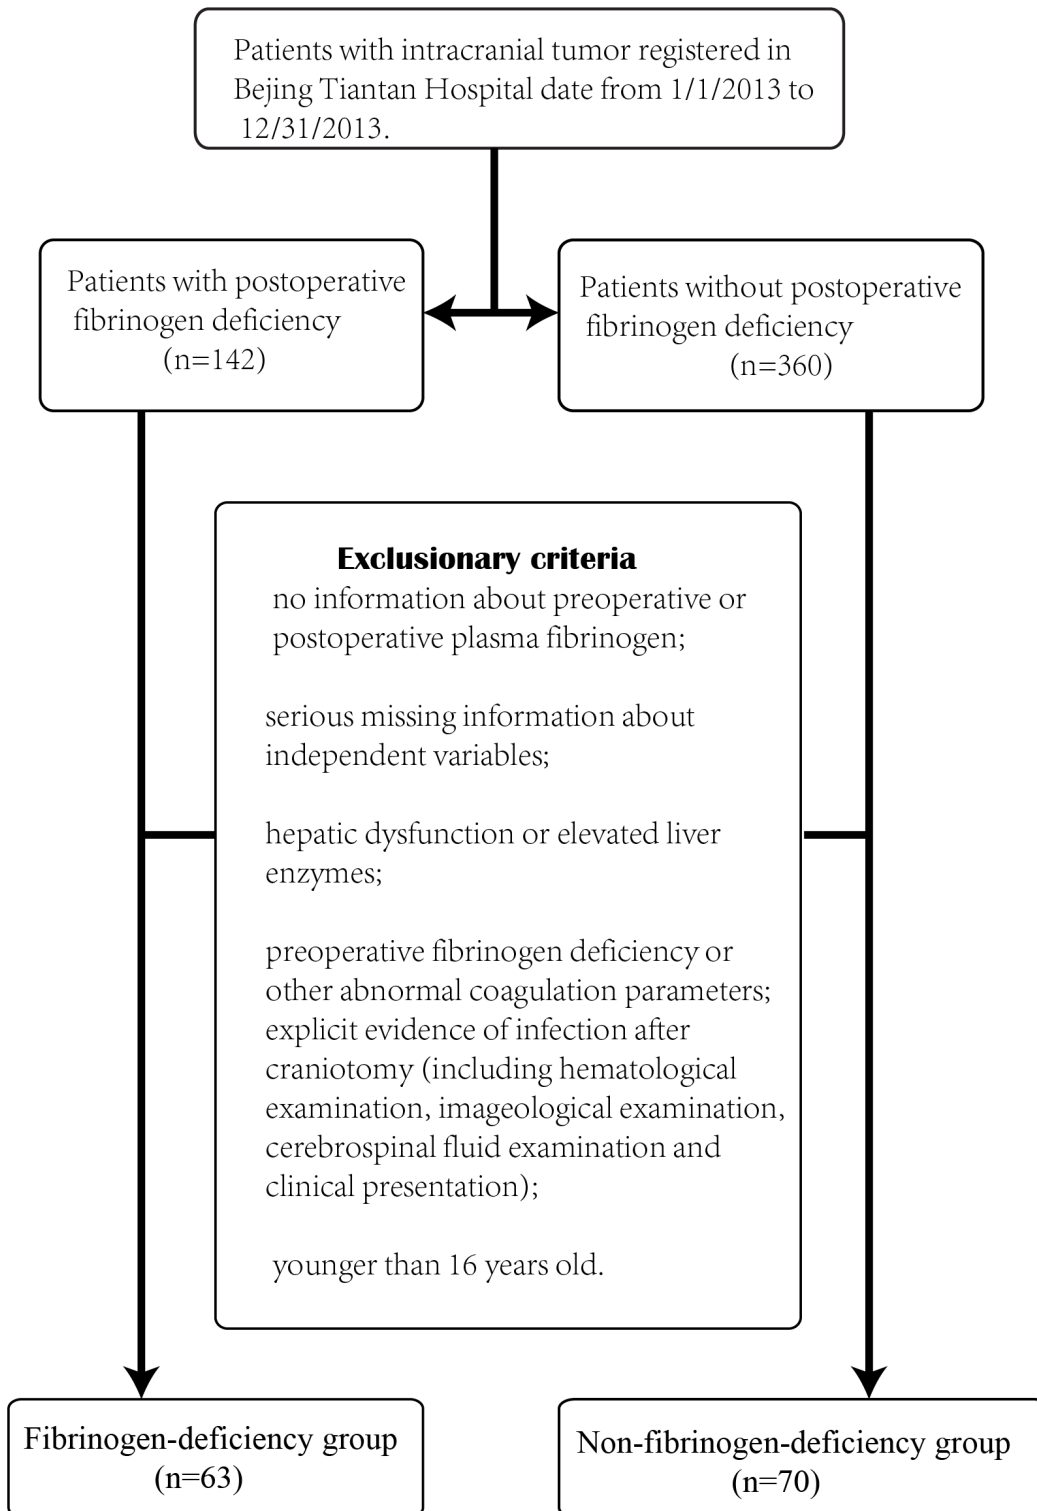 Patients with intracranial tumor registered in
Bejing Tiantan Hospital date from 1/1/2013 to
12/31/2013.
Patients with postoperative
fibrinogen deficiency
(n=142)
Patients without postoperative
fibrinogen deficiency
(n=360)
Exclusionary criteria
no information about preoperative or
postoperative plasma fibrinogen;
serious missing information about
independent variables;
hepatic dysfunction or elevated liver
enzymes;
preoperative fibrinogen deficiency or
other abnormal coagulation parameters;
explicit evidence of infection after
craniotomy (including hematological
examination, imageological examination,
cerebrospinal fluid examination and
clinical presentation);
younger than 16 years old.
Fibrinogen-deficiency group
(n=63)
Non-fibrinogen-deficiency group
(n=70)